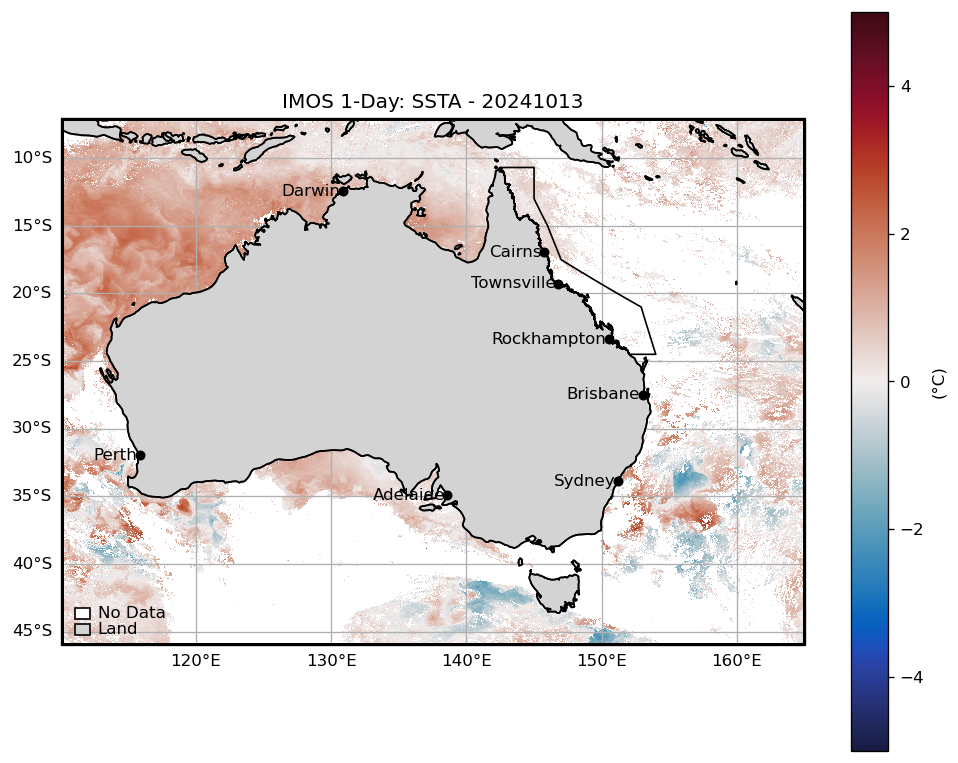 IMOS 1-Day: SSTA - 20241013
10°S
15°S
20°S
25°S
30°S
35°S
40°S
45°S
Darwin
Cairns
Townsville
Rockhampton
Brisbane
Perth
Sydney
Adelaide
No Data
Land
120°E
130°E
140°E
150°E
160°E
4
2
0
−2
−4
(°C)